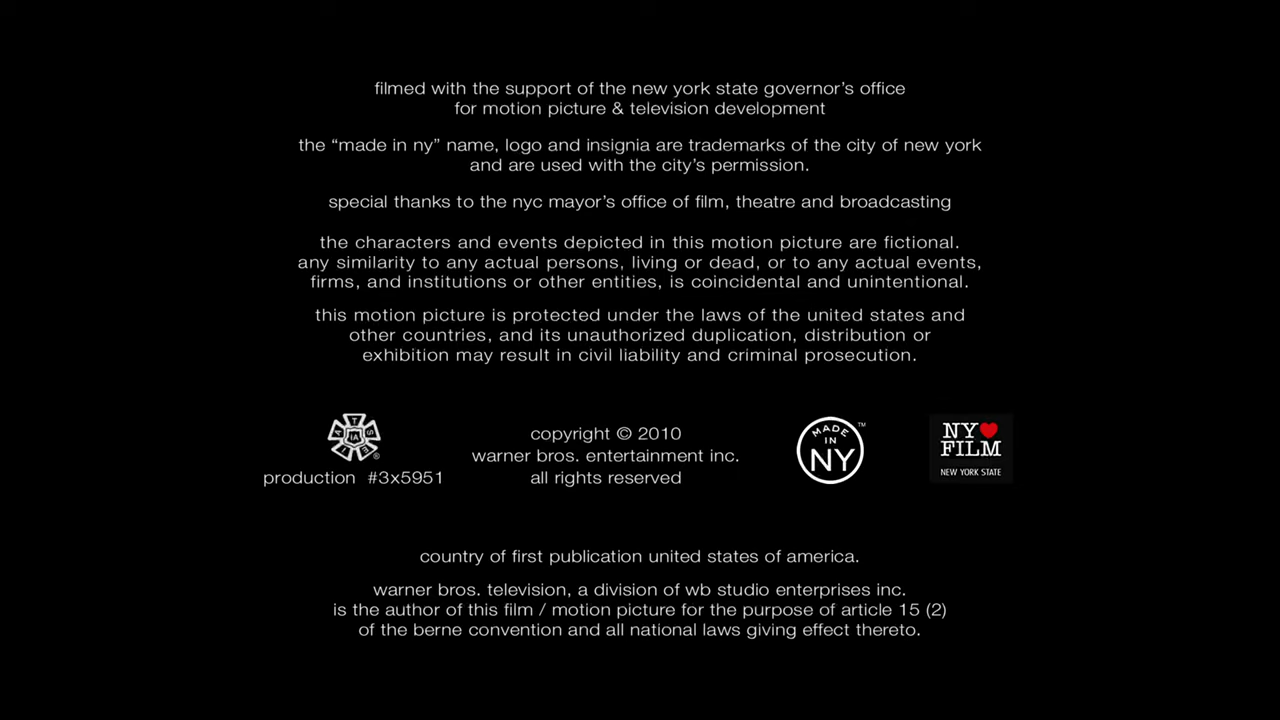 filmed with the support of the new york state governor's office
for motion picture & television development
the “made in ny” name, logo and insignia are trademarks of the city of new york
and are used with the city's permission.
special thanks to the nyc mayor's office of film, theatre and broadcasting
the characters and events depicted in this motion picture are fictional.
any similarity to any actual persons, living or dead, or to any actual events,
firms, and institutions or other entities, is coincidental and unintentional.
this motion picture is protected under the laws of the united states and
other countries, and its unauthorized duplication, distribution or
exhibition may result in civil liability and criminal prosecution.
IATSE
IA
®
production #3x5951
copyright © 2010
warner bros. entertainment inc.
all rights reserved
MADE
IN
NY
™
NY
FILM
NEW YORK STATE
country of first publication united states of america.
warner bros. television, a division of wb studio enterprises inc.
is the author of this film / motion picture for the purpose of article 15 (2)
of the berne convention and all national laws giving effect thereto.